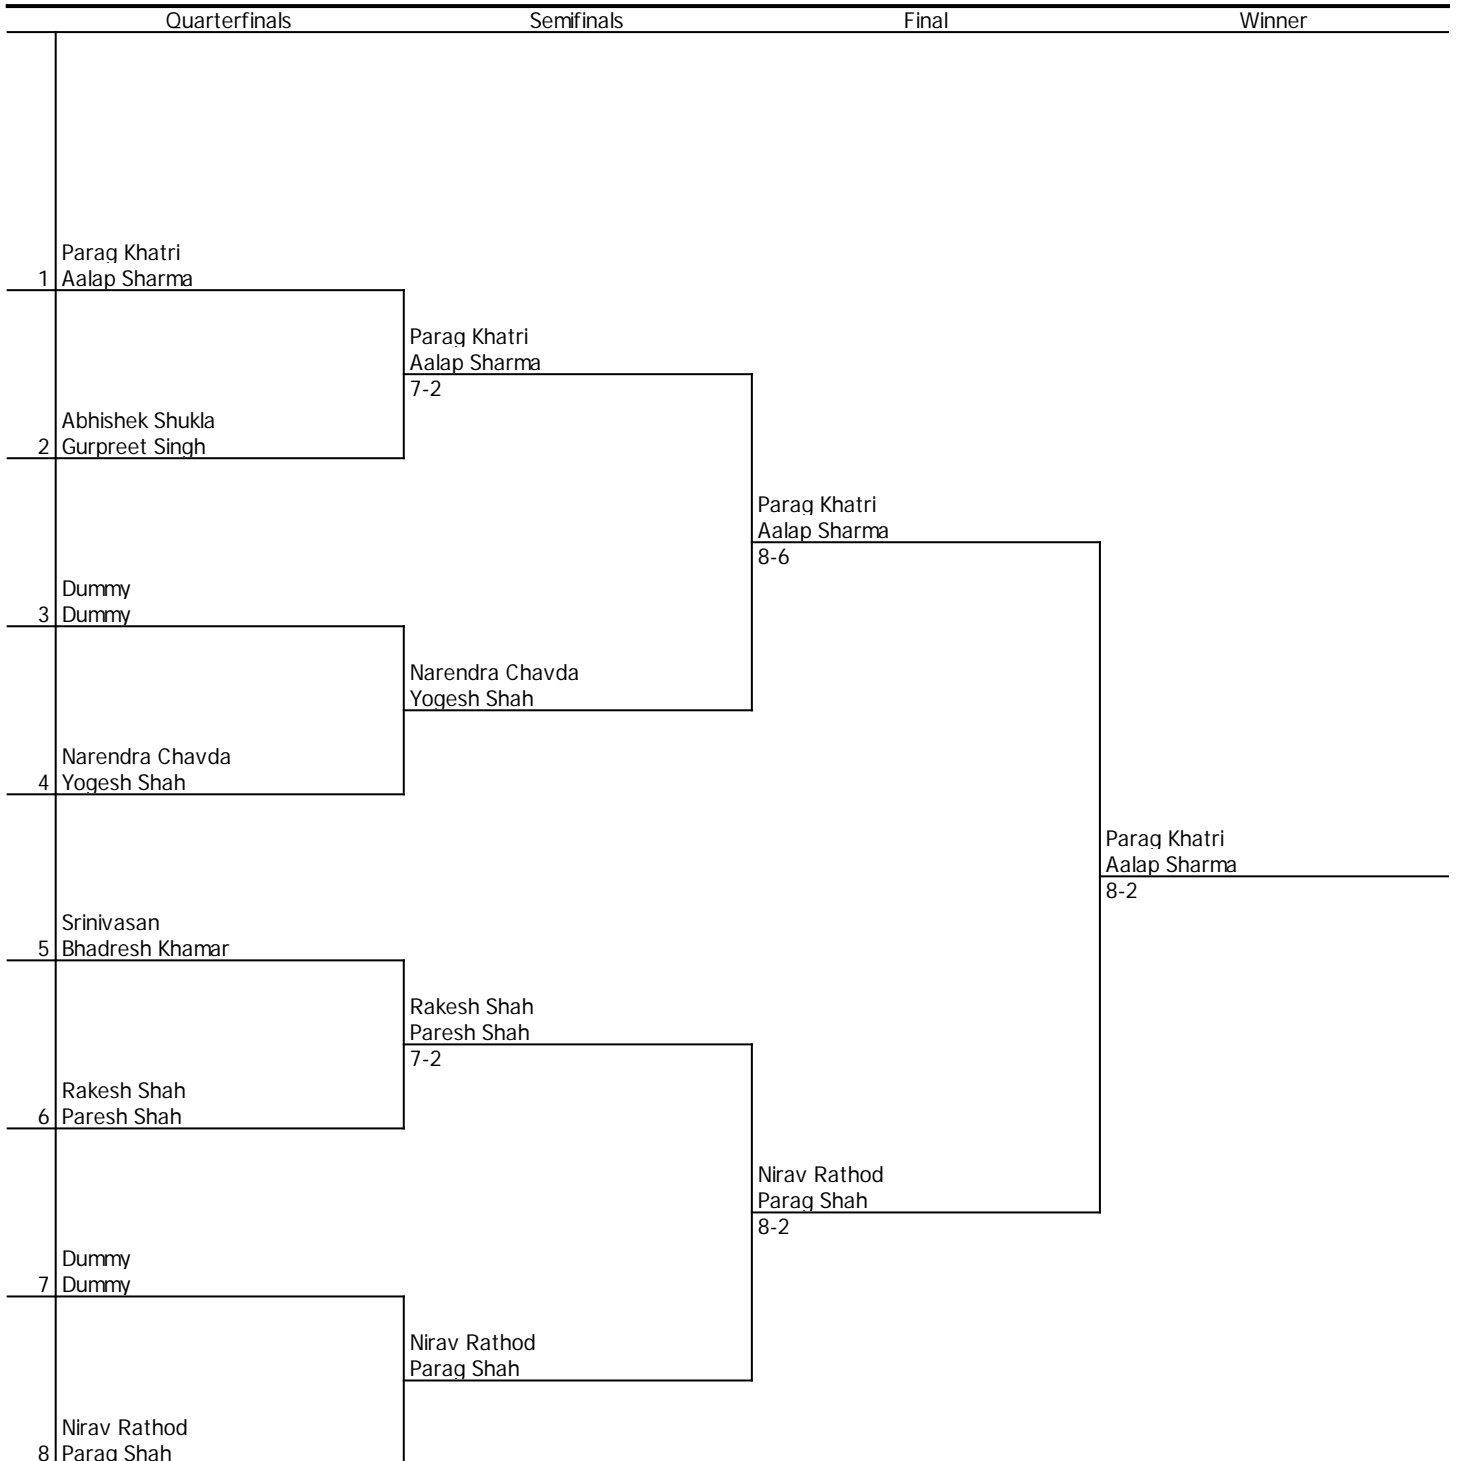 Quarterfinals Semifinals Final Winner
Parag Khatri
1 Aalap Sharma
Parag Khatri
Aalap Sharma
7-2
Abhishek Shukla
2 Gurpreet Singh
Parag Khatri
Aalap Sharma
8-6
Dummy
3 Dummy
Narendra Chavda
Yogesh Shah
Narendra Chavda
4 Yogesh Shah
Parag Khatri
Aalap Sharma
8-2
Srinivasan
5 Bhadresh Khamar
Rakesh Shah
Paresh Shah
7-2
Rakesh Shah
6 Paresh Shah
Nirav Rathod
Parag Shah
8-2
Dummy
7 Dummy
Nirav Rathod
Parag Shah
Nirav Rathod
8 Parag Shah